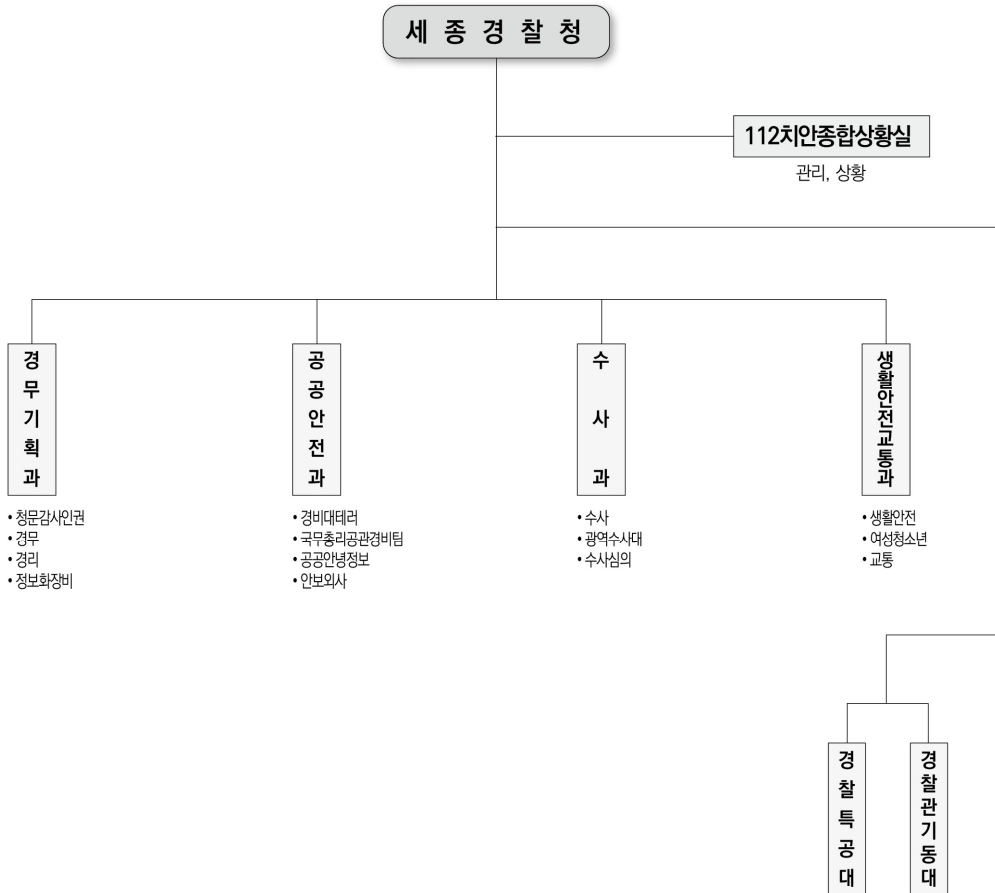 세종경찰청
112치안종합상황실
관리, 상황
경무기획과
• 청문감사인권
• 경무
• 경리
• 정보화장비
공공안전과
• 경비대테러
• 국무총리공관경비팀
• 공공안녕정보
• 안보외사
수사과
• 수사
• 광역수사대
• 수사심의
생활안전교통과
• 생활안전
• 여성청소년
• 교통
경찰특공대
경찰관기동대